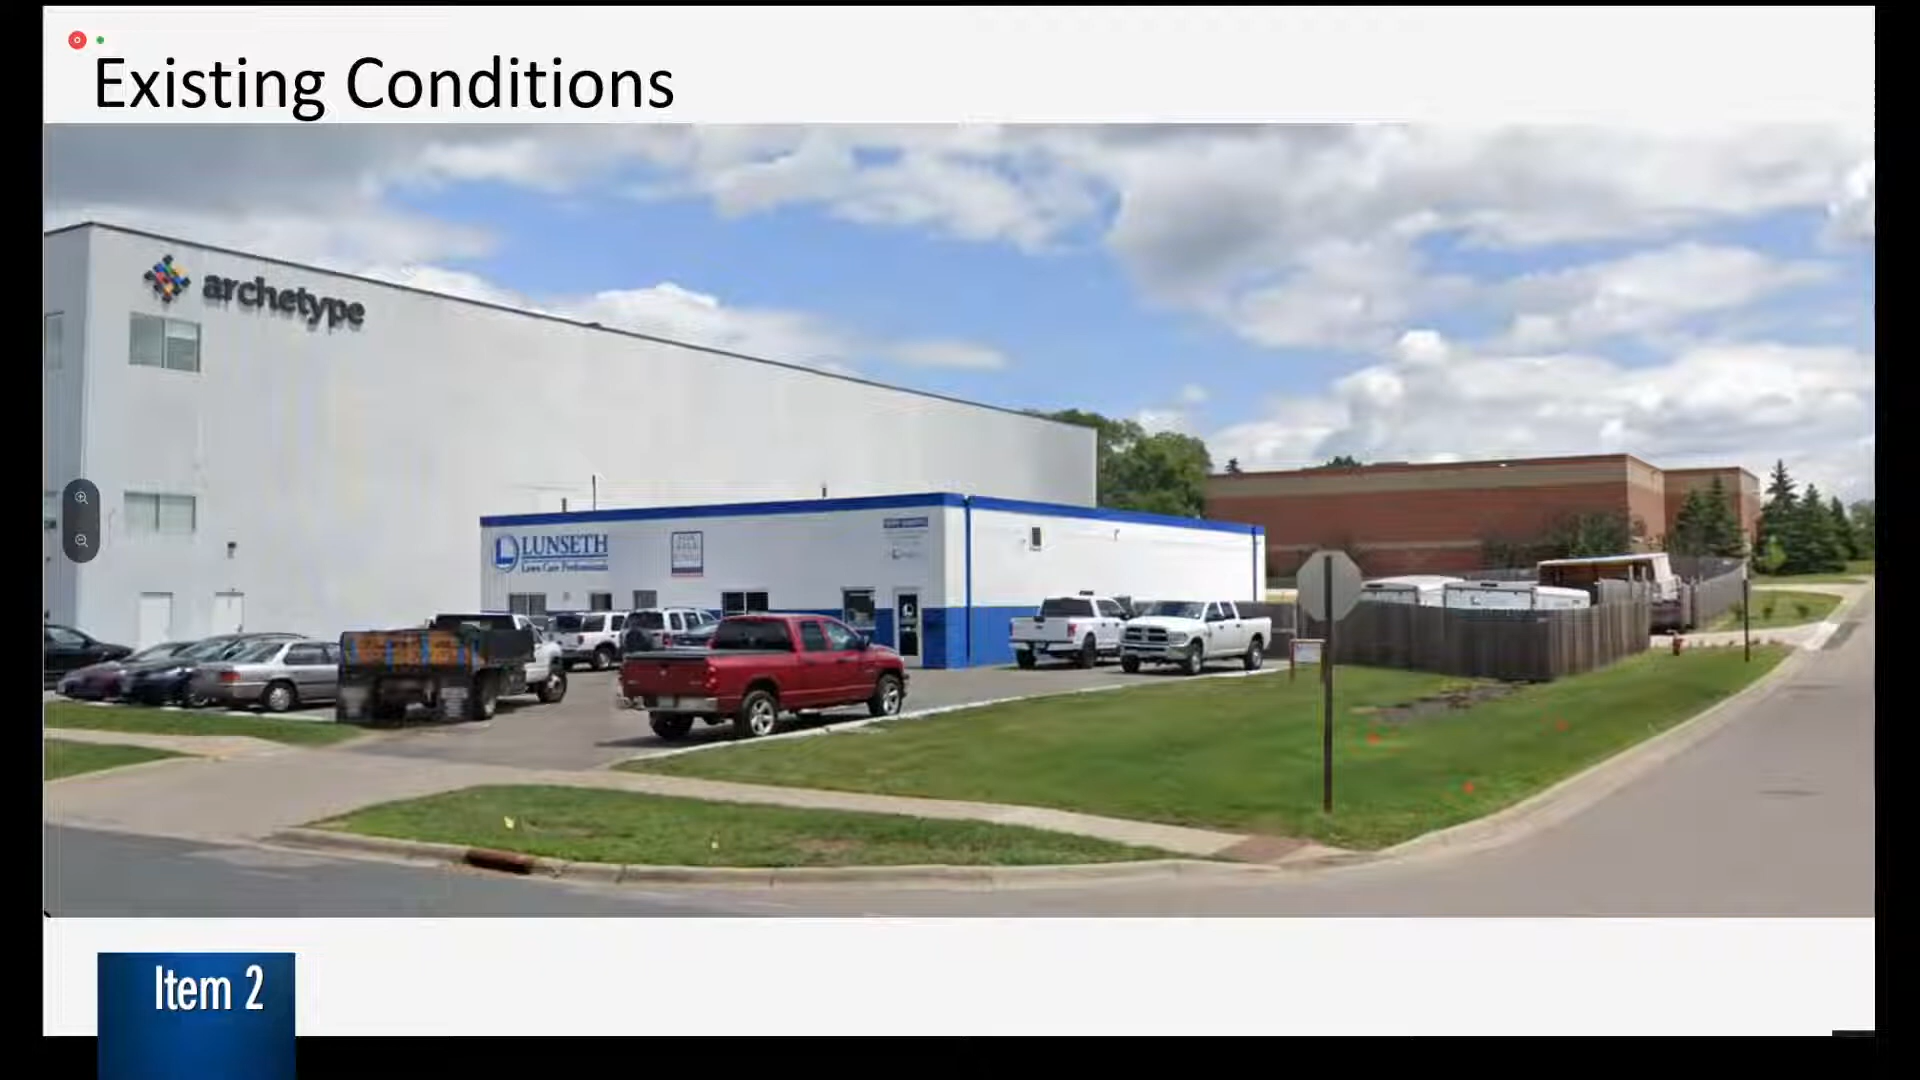 Existing Conditions
archetype
LUNSETH
Lawn Care Professionals
Item 2